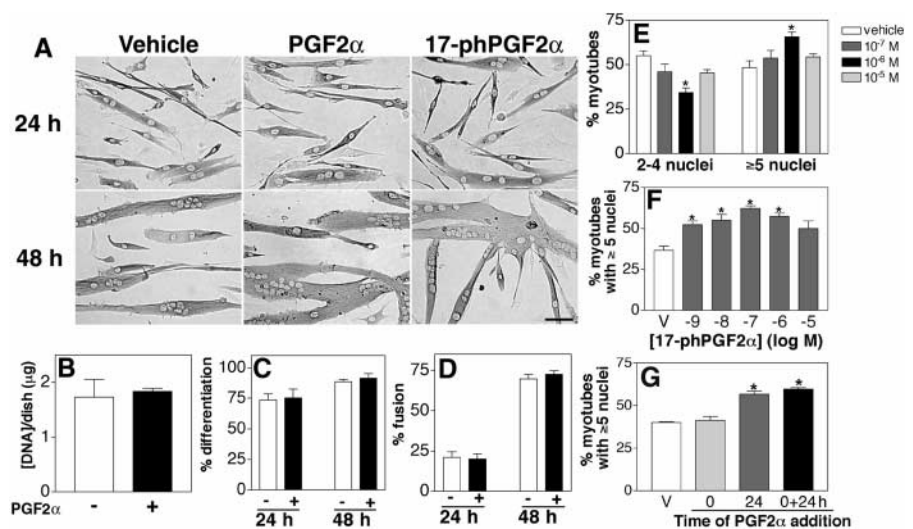 A
Vehicle
PGF2α
17-phPGF2α
24 h
48 h
B
[DNA]/dish (μg)
2
1
0
PGF2α
-
+
C
% differentiation
100
75
50
25
0
-
+
-
+
24 h
48 h
D
% fusion
75
50
25
0
-
+
-
+
24 h
48 h
E
% myotubes
75
50
25
0
*
*
2-4 nuclei
≥5 nuclei
vehicle
10-7 M
10-6 M
10-5 M
F
% myotubes
with ≥ 5 nuclei
75
50
25
0
*
*
*
*
V
-9
-8
-7
-6
-5
[17-phPGF2α] (log M)
G
% myotubes
with ≥5 nuclei
75
50
25
0
*
*
V
0
24
0+24 h
Time of PGF2α addition